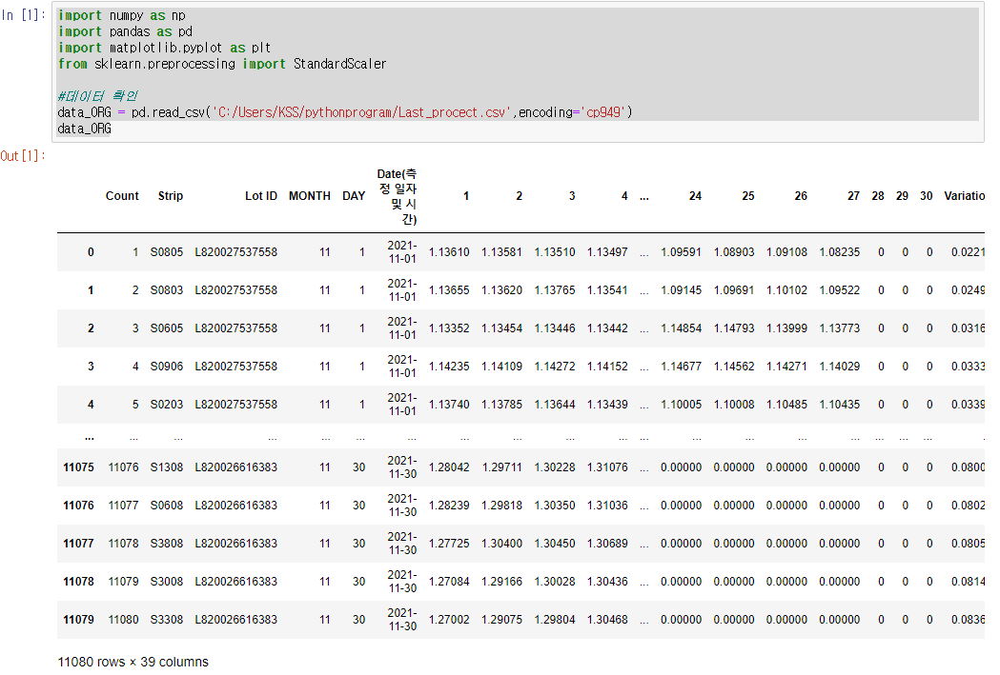 In [1]:
import numpy as np
import pandas as pd
import matplotlib.pyplot as plt
from sklearn.preprocessing import StandardScaler
#데이터 확인
data_ORG = pd.read_csv('C:/Users/KSS/pythonprogram/Last_procect.csv',encoding='cp949')
data_ORG
Out[1]:
Count Strip Lot ID MONTH DAY Date(측정 일자 및 시간) 1 2 3 4 ... 24 25 26 27 28 29 30 Variatio
0 1 S0805 L820027537558 11 1 2021-11-01 1.13610 1.13581 1.13510 1.13497 ... 1.09591 1.08903 1.09108 1.08235 0 0 0 0.0221
1 2 S0803 L820027537558 11 1 2021-11-01 1.13655 1.13620 1.13765 1.13541 ... 1.09145 1.09691 1.10102 1.09522 0 0 0 0.0249
2 3 S0605 L820027537558 11 1 2021-11-01 1.13352 1.13454 1.13446 1.13442 ... 1.14854 1.14793 1.13999 1.13773 0 0 0 0.0316
3 4 S0906 L820027537558 11 1 2021-11-01 1.14235 1.14109 1.14272 1.14152 ... 1.14677 1.14562 1.14271 1.14029 0 0 0 0.0333
4 5 S0203 L820027537558 11 1 2021-11-01 1.13740 1.13785 1.13644 1.13439 ... 1.10005 1.10008 1.10485 1.10435 0 0 0 0.0339
... ... ... ... ... ... ... ... ... ... ... ... ... ... ... ... ... ... ... .
11075 11076 S1308 L820026616383 11 30 2021-11-30 1.28042 1.29711 1.30228 1.31076 ... 0.00000 0.00000 0.00000 0.00000 0 0 0 0.0800
11076 11077 S0608 L820026616383 11 30 2021-11-30 1.28239 1.29818 1.30350 1.31036 ... 0.00000 0.00000 0.00000 0.00000 0 0 0 0.0802
11077 11078 S3808 L820026616383 11 30 2021-11-30 1.27725 1.30400 1.30450 1.30689 ... 0.00000 0.00000 0.00000 0.00000 0 0 0 0.0805
11078 11079 S3008 L820026616383 11 30 2021-11-30 1.27084 1.29166 1.30028 1.30436 ... 0.00000 0.00000 0.00000 0.00000 0 0 0 0.0814
11079 11080 S3308 L820026616383 11 30 2021-11-30 1.27002 1.29075 1.29804 1.30468 ... 0.00000 0.00000 0.00000 0.00000 0 0 0 0.0836
11080 rows × 39 columns